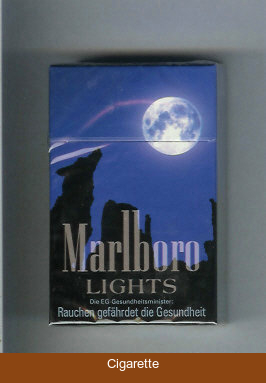 Marlboro
LIGHTS
Die EG-Gesundheitsminister:
Rauchen gefährdet die Gesundheit
Cigarette